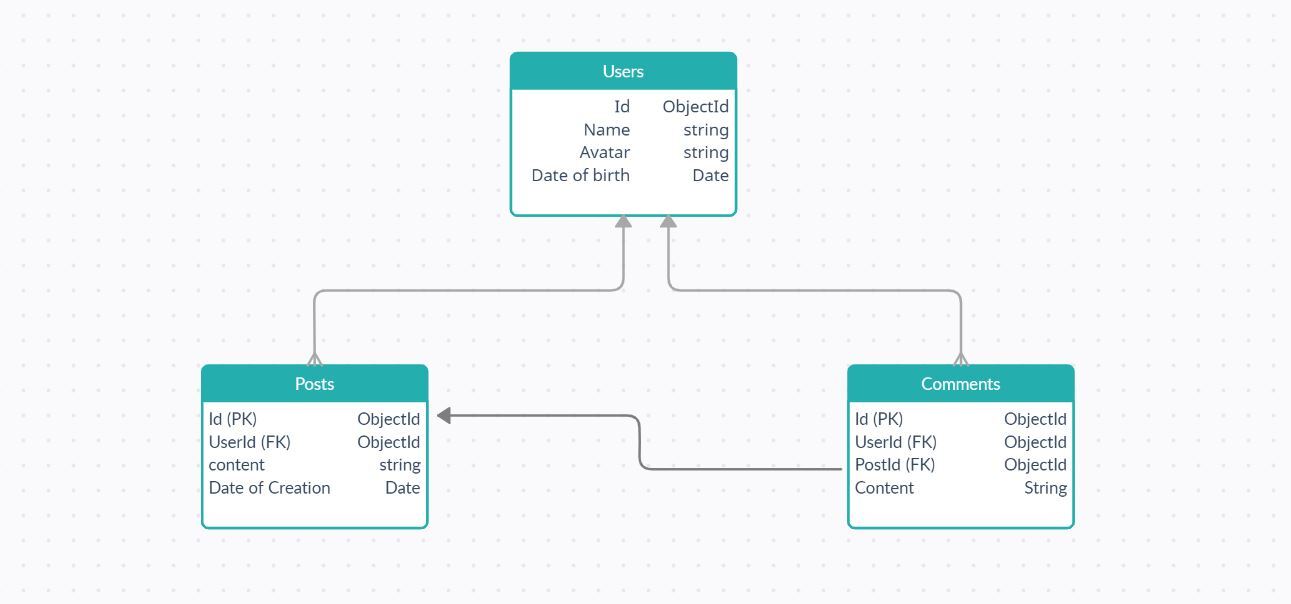 Users
Id ObjectId
Name string
Avatar string
Date of birth Date
Posts
Id (PK) ObjectId
UserId (FK) ObjectId
content string
Date of Creation Date
Comments
Id (PK) ObjectId
UserId (FK) ObjectId
PostId (FK) ObjectId
Content String